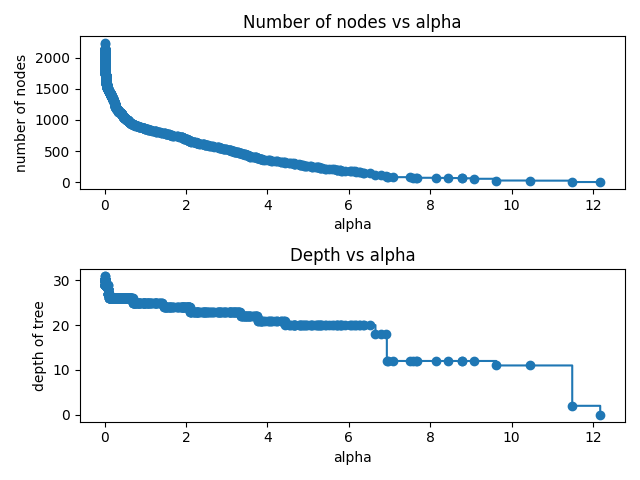 Number of nodes vs alpha
2000
1500
1000
500
0
number of nodes
0 2 4 6 8 10 12
alpha
Depth vs alpha
30
20
10
0
depth of tree
0 2 4 6 8 10 12
alpha